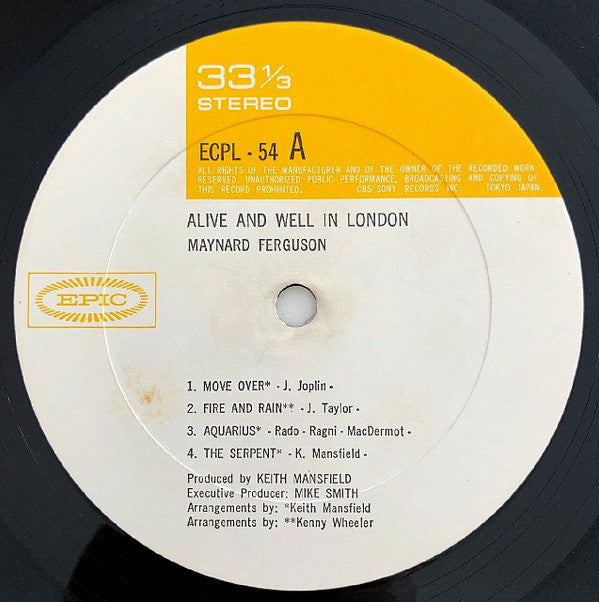 33 1/3
STEREO
ECPL - 54 A
ALL RIGHTS OF THE MANUFACTURER AND OF THE OWNER OF THE RECORDED WORK
RESERVED. UNAUTHORIZED PUBLIC PERFORMANCE, BROADCASTING AND COPYING OF
THIS RECORD PROHIBITED. CBS/SONY RECORDS INC. TOKYO JAPAN.
ALIVE AND WELL IN LONDON
MAYNARD FERGUSON
EPIC
1. MOVE OVER* - J. Joplin -
2. FIRE AND RAIN** - J. Taylor -
3. AQUARIUS* - Rado - Ragni - MacDermot -
4. THE SERPENT* - K. Mansfield -
Produced by KEITH MANSFIELD
Executive Producer: MIKE SMITH
Arrangements by: *Keith Mansfield
Arrangements by: **Kenny Wheeler